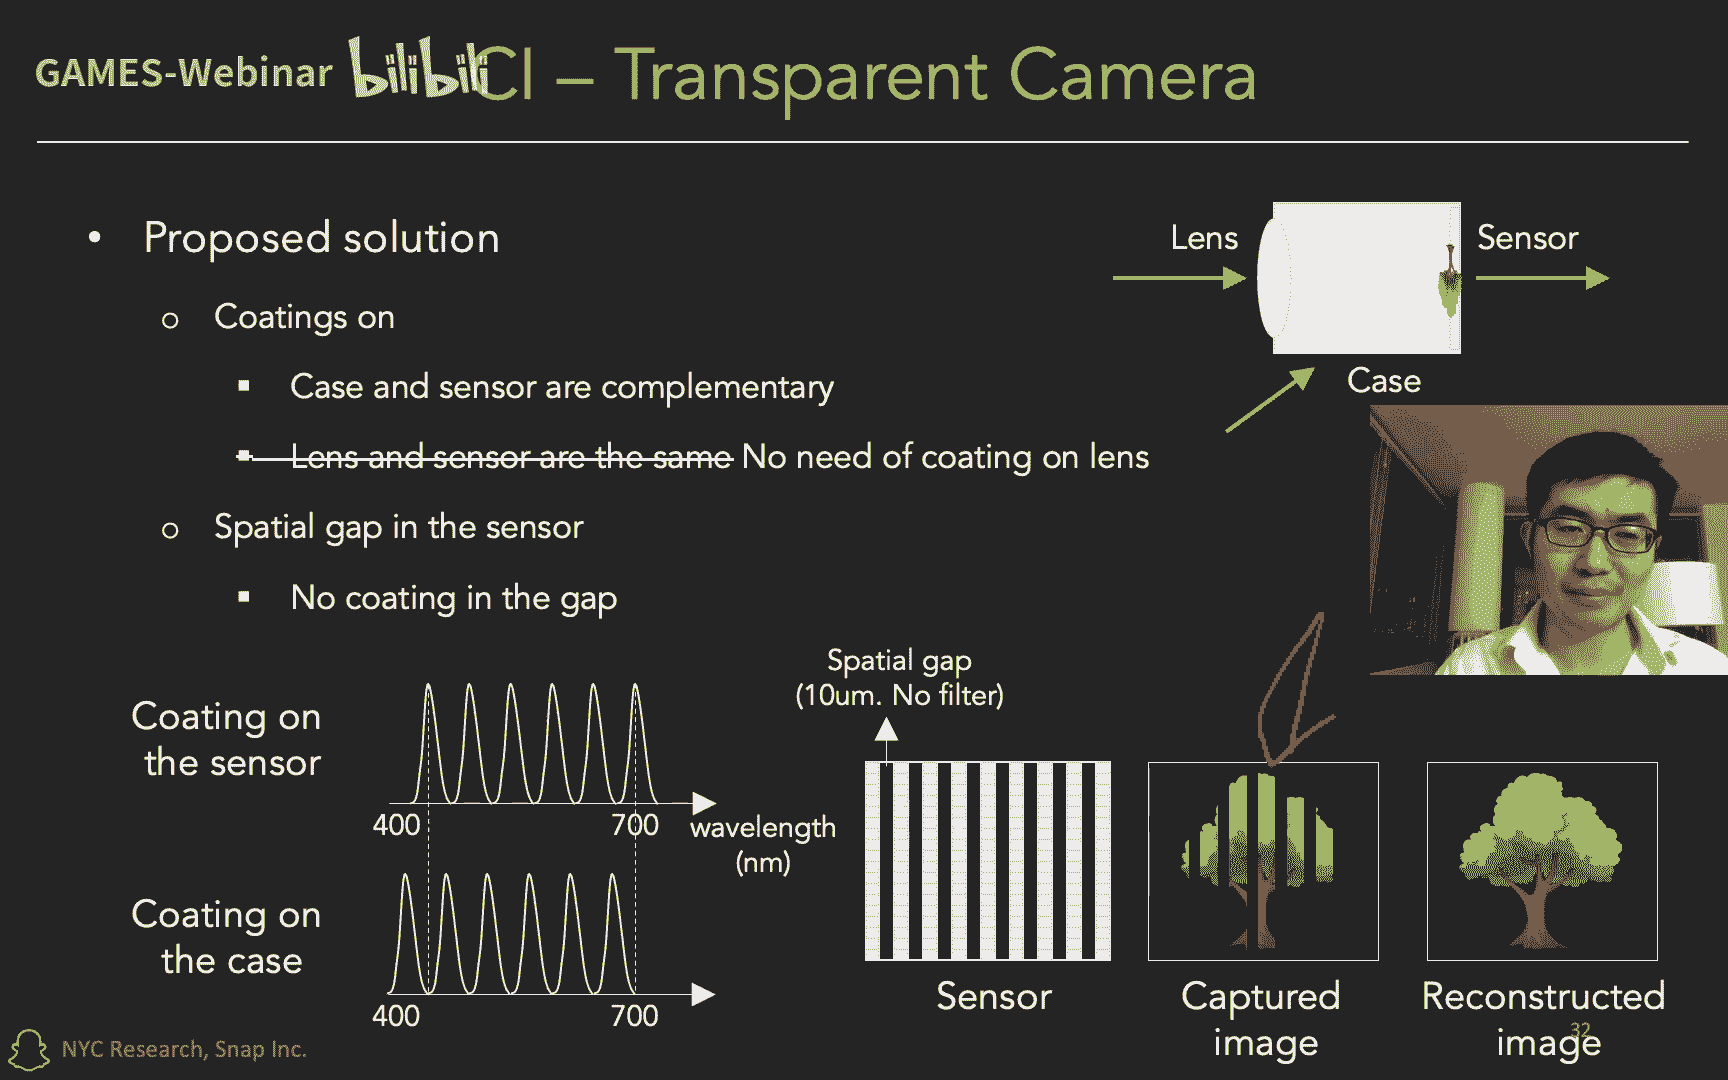 GAMES-Webinar bilibili CI – Transparent Camera
• Proposed solution
Lens
Sensor
Case
o Coatings on
▪ Case and sensor are complementary
▪ Lens and sensor are the same No need of coating on lens
o Spatial gap in the sensor
▪ No coating in the gap
Coating on
the sensor
400
700
wavelength
(nm)
Coating on
the case
400
700
Spatial gap
(10um. No filter)
Sensor
Captured
image
Reconstructed
image
32
NYC Research, Snap Inc.